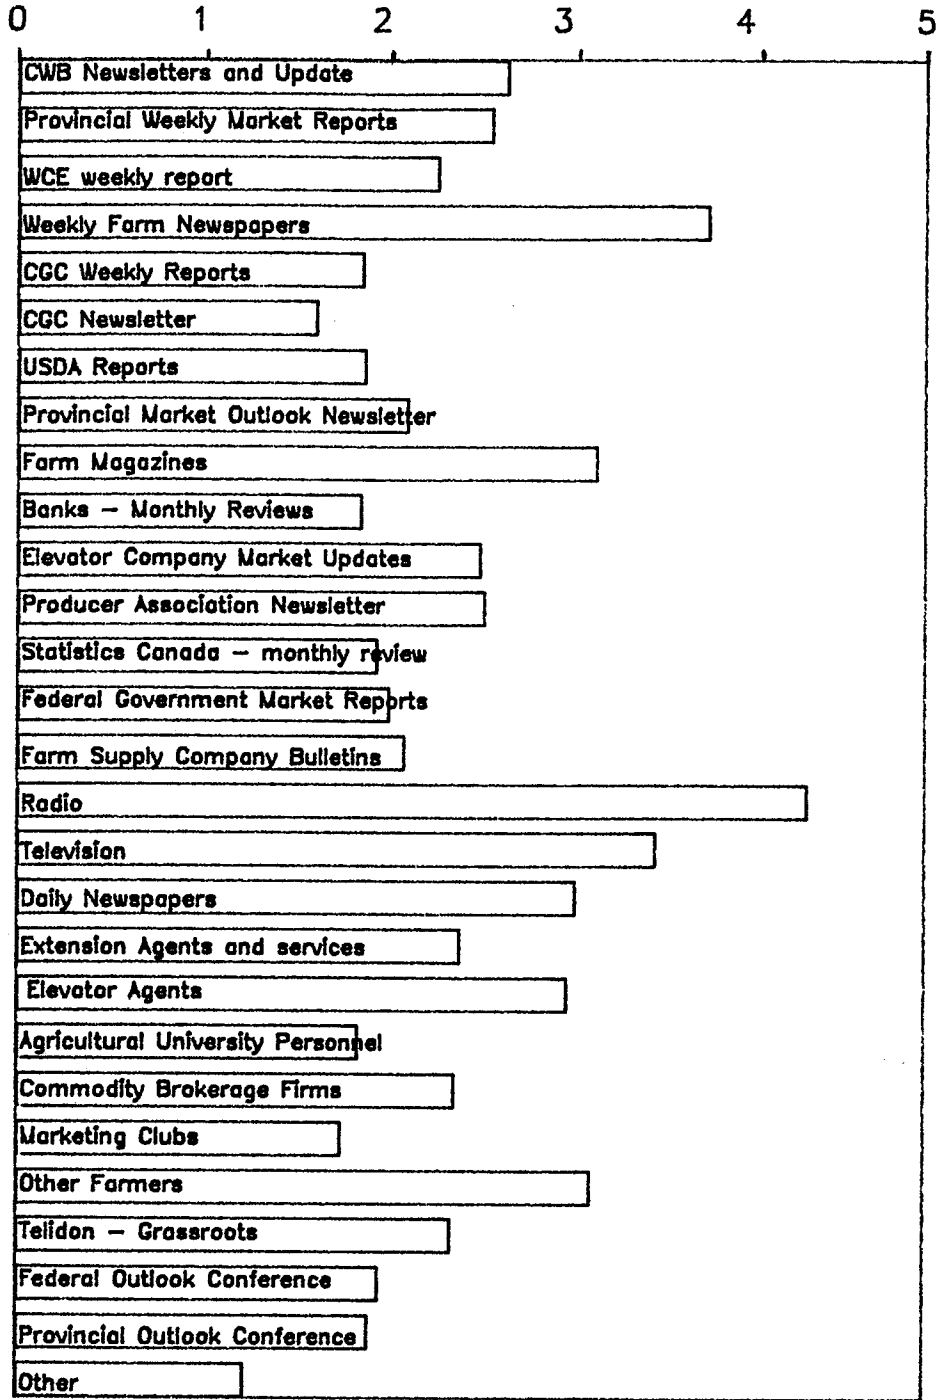 0 1 2 3 4 5
CWB Newsletters and Update
Provincial Weekly Market Reports
WCE weekly report
Weekly Farm Newspapers
CGC Weekly Reports
CGC Newsletter
USDA Reports
Provincial Market Outlook Newsletter
Farm Magazines
Banks – Monthly Reviews
Elevator Company Market Updates
Producer Association Newsletter
Statistics Canada – monthly review
Federal Government Market Reports
Farm Supply Company Bulletins
Radio
Television
Daily Newspapers
Extension Agents and services
Elevator Agents
Agricultural University Personnel
Commodity Brokerage Firms
Marketing Clubs
Other Farmers
Telidon – Grassroots
Federal Outlook Conference
Provincial Outlook Conference
Other